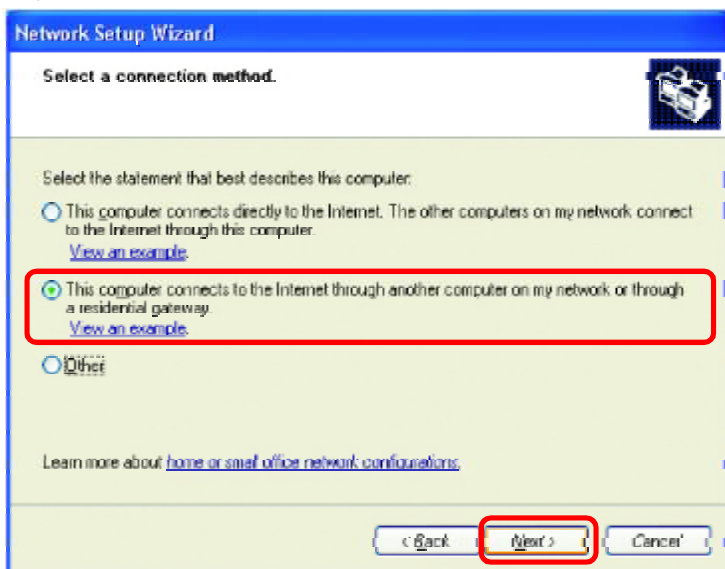 Network Setup Wizard
Select a connection method.
Select the statement that best describes this computer:
This computer connects directly to the Internet. The other computers on my network connect
to the Internet through this computer.
View an example.
This computer connects to the Internet through another computer on my network or through
a residential gateway.
View an example.
Other
Learn more about home or small office network configurations.
< Back Next > Cancel